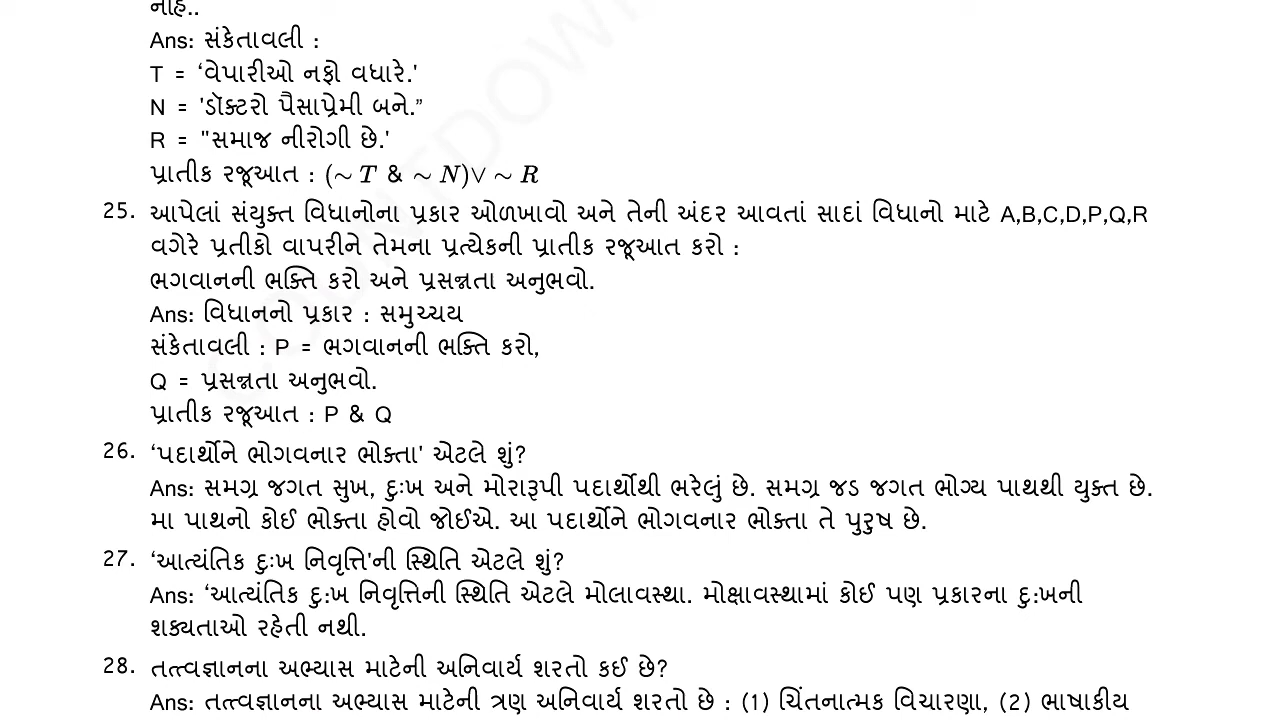 નહિ..
Ans: સંકેતાવલી :
T = ‘વેપારીઓ નફો વધારે.'
N = 'ડૉક્ટરો પૈસાપ્રેમી બને.”
R = "સમાજ નીરોગી છે.'
પ્રાતીક રજૂઆત : (∼ T & ∼ N)∨ ∼ R
25. આપેલાં સંયુક્ત વિધાનોના પ્રકાર ઓળખાવો અને તેની અંદર આવતાં સાદાં વિધાનો માટે A,B,C,D,P,Q,R
વગેરે પ્રતીકો વાપરીને તેમના પ્રત્યેકની પ્રાતીક રજૂઆત કરો :
ભગવાનની ભક્તિ કરો અને પ્રસન્નતા અનુભવો.
Ans: વિધાનનો પ્રકાર : સમુચ્ચય
સંકેતાવલી : P = ભગવાનની ભક્તિ કરો,
Q = પ્રસન્નતા અનુભવો.
પ્રાતીક રજૂઆત : P & Q
26. ‘પદાર્થોને ભોગવનાર ભોક્તા' એટલે શું?
Ans: સમગ્ર જગત સુખ, દુઃખ અને મોરારૂપી પદાર્થોથી ભરેલું છે. સમગ્ર જડ જગત ભોગ્ય પાથથી યુક્ત છે.
મા પાથનો કોઈ ભોક્તા હોવો જોઈએ. આ પદાર્થોને ભોગવનાર ભોક્તા તે પુરુષ છે.
27. ‘આત્યંતિક દુઃખ નિવૃત્તિ'ની સ્થિતિ એટલે શું?
Ans: ‘આત્યંતિક દુ:ખ નિવૃત્તિની સ્થિતિ એટલે મોલાવસ્થા. મોક્ષાવસ્થામાં કોઈ પણ પ્રકારના દુ:ખની
શક્યતાઓ રહેતી નથી.
28. તત્ત્વજ્ઞાનના અભ્યાસ માટેની અનિવાર્ય શરતો કઈ છે?
Ans: તત્ત્વજ્ઞાનના અભ્યાસ માટેની ત્રણ અનિવાર્ય શરતો છે : (1) ચિંતનાત્મક વિચારણા, (2) ભાષાકીય